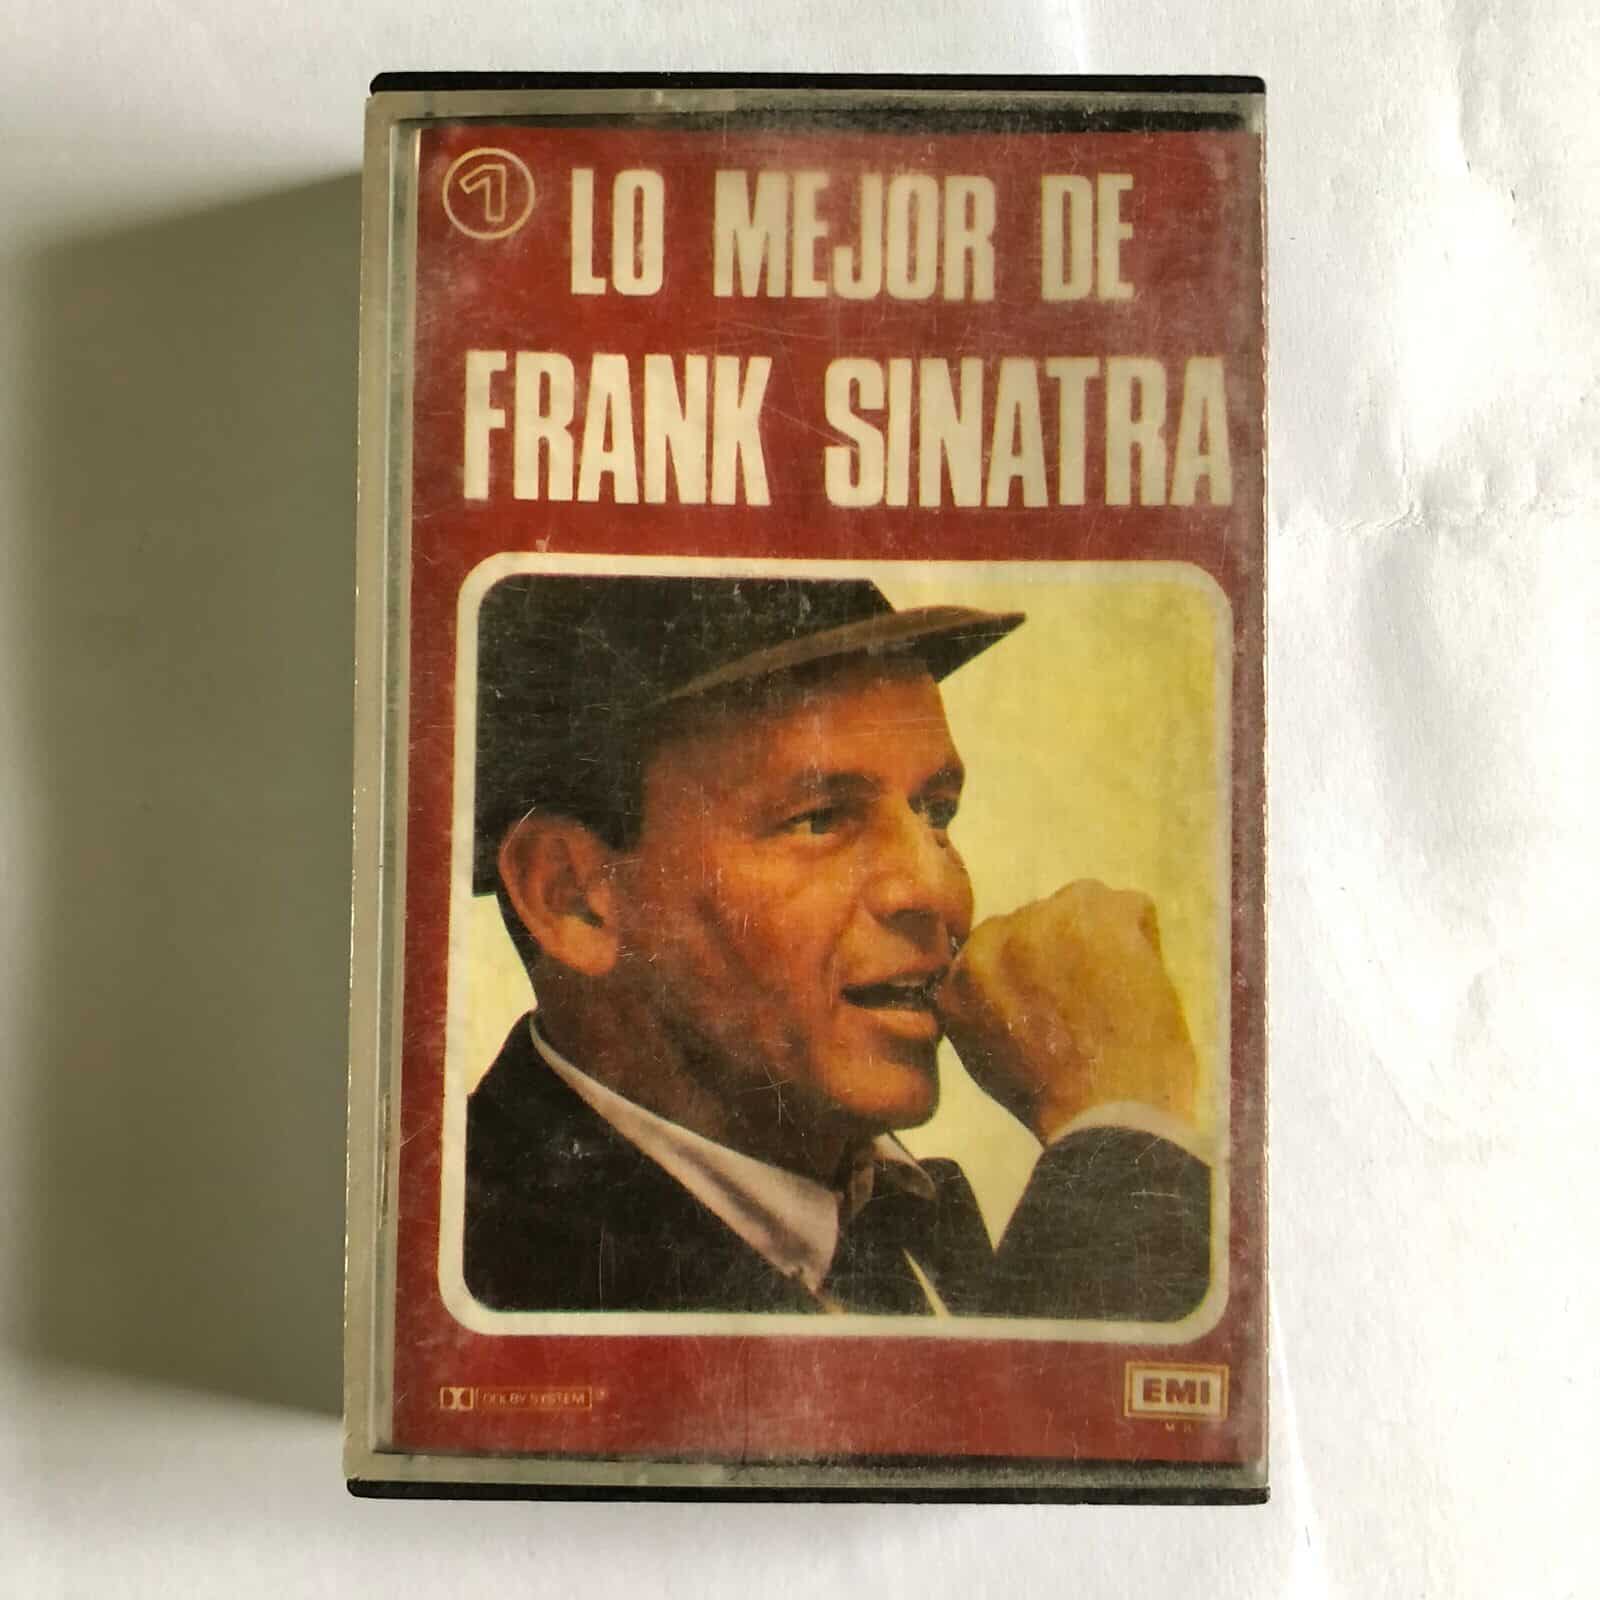 1
LO MEJOR DE
FRANK SINATRA
DOLBY SYSTEM
EMI